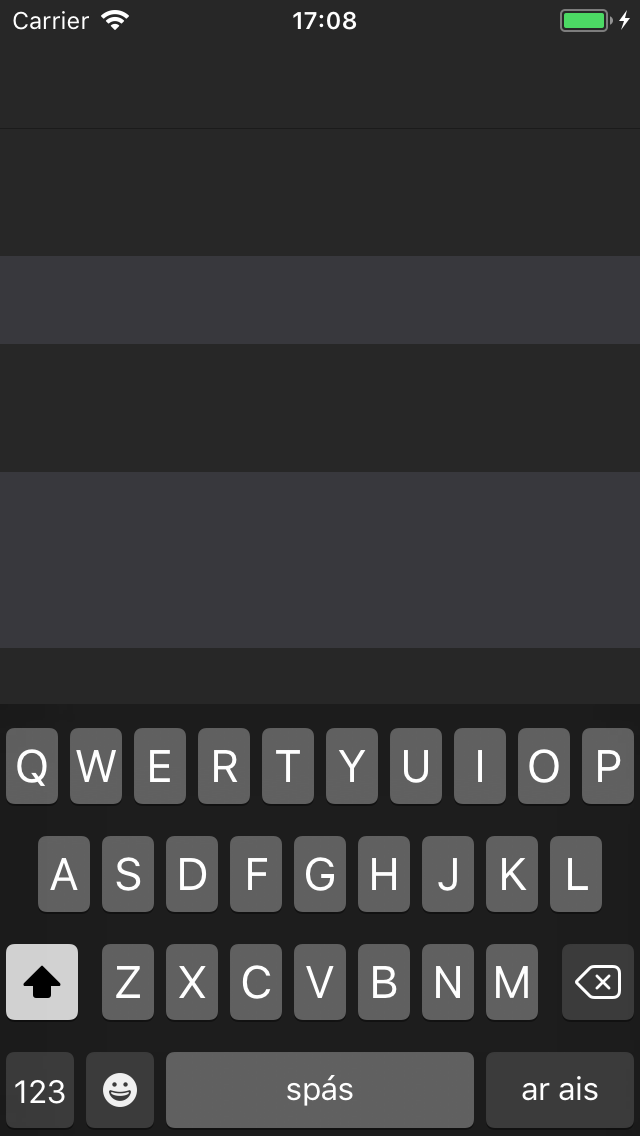 Carrier 17:08
Q W E R T Y U I O P
A S D F G H J K L
Z X C V B N M
123 spás ar ais